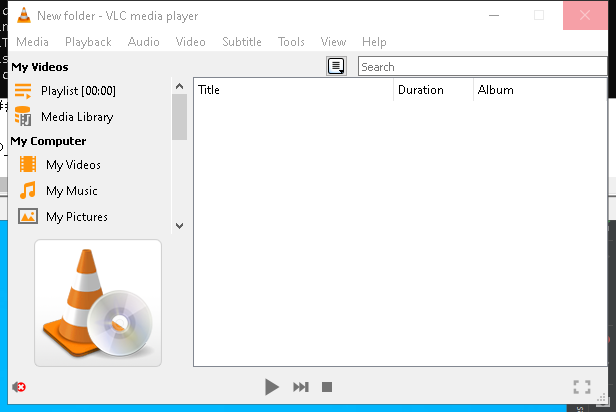 New folder - VLC media player
Media Playback Audio Video Subtitle Tools View Help
My Videos
Search
Playlist [00:00]
Title Duration Album
Media Library
My Computer
My Videos
My Music
My Pictures